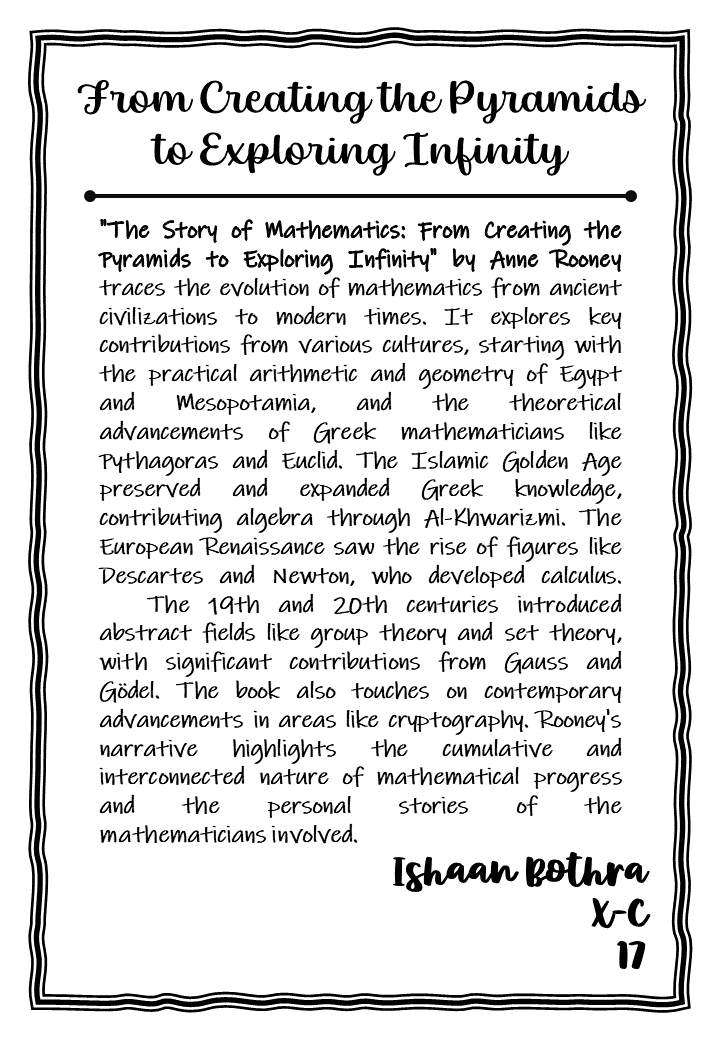 From Creating the Pyramids
to Exploring Infinity
"The Story of Mathematics: From Creating the
Pyramids to Exploring Infinity" by Anne Rooney
traces the evolution of mathematics from ancient
civilizations to modern times. It explores key
contributions from various cultures, starting with
the practical arithmetic and geometry of Egypt
and Mesopotamia, and the theoretical
advancements of Greek mathematicians like
Pythagoras and Euclid. The Islamic Golden Age
preserved and expanded Greek knowledge,
contributing algebra through Al-Khwarizmi. The
European Renaissance saw the rise of figures like
Descartes and Newton, who developed calculus.
The 19th and 20th centuries introduced
abstract fields like group theory and set theory,
with significant contributions from Gauss and
Gödel. The book also touches on contemporary
advancements in areas like cryptography. Rooney's
narrative highlights the cumulative and
interconnected nature of mathematical progress
and the personal stories of the
mathematicians involved.
Ishaan Bothra
X-C
17